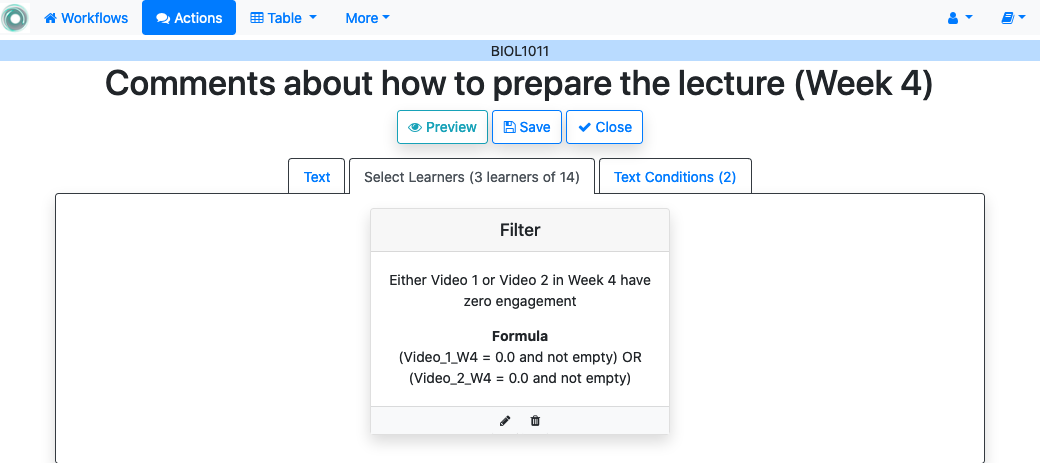 Workflows Actions Table More
BIOL1011
Comments about how to prepare the lecture (Week 4)
Preview Save Close
Text Select Learners (3 learners of 14) Text Conditions (2)
Filter
Either Video 1 or Video 2 in Week 4 have
zero engagement
Formula
(Video_1_W4 = 0.0 and not empty) OR
(Video_2_W4 = 0.0 and not empty)